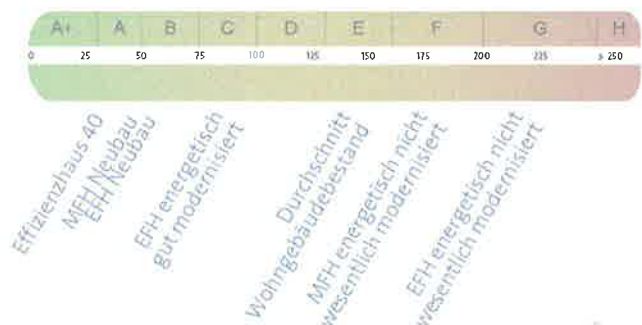 A+ A B C D E F G H
0 25 50 75 100 125 150 175 200 225 > 250
Effizienzhaus 40
MFH Neubau
EFH Neubau
EFH energetisch
gut modernisiert
Durchschnitt
Wohngebäudebestand
MFH energetisch nicht
wesentlich modernisiert
EFH energetisch nicht
wesentlich modernisiert